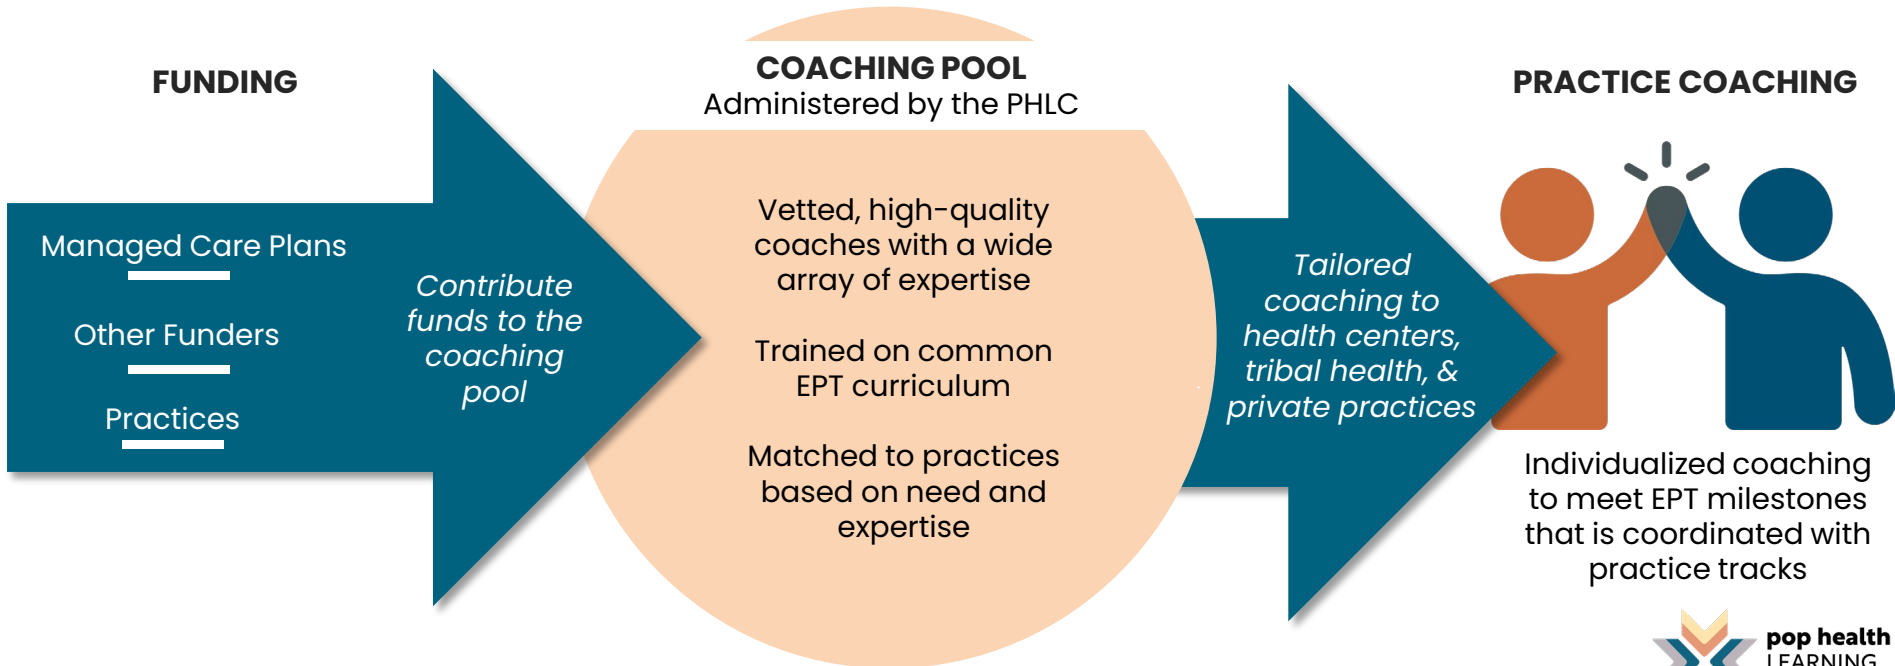 FUNDING
Managed Care Plans
Other Funders
Practices
Contribute
funds to the
coaching
pool
COACHING POOL
Administered by the PHLC
Vetted, high-quality
coaches with a wide
array of expertise
Trained on common
EPT curriculum
Matched to practices
based on need and
expertise
Tailored
coaching to
health centers,
tribal health, &
private practices
PRACTICE COACHING
Individualized coaching
to meet EPT milestones
that is coordinated with
practice tracks
pop health
LEARNING